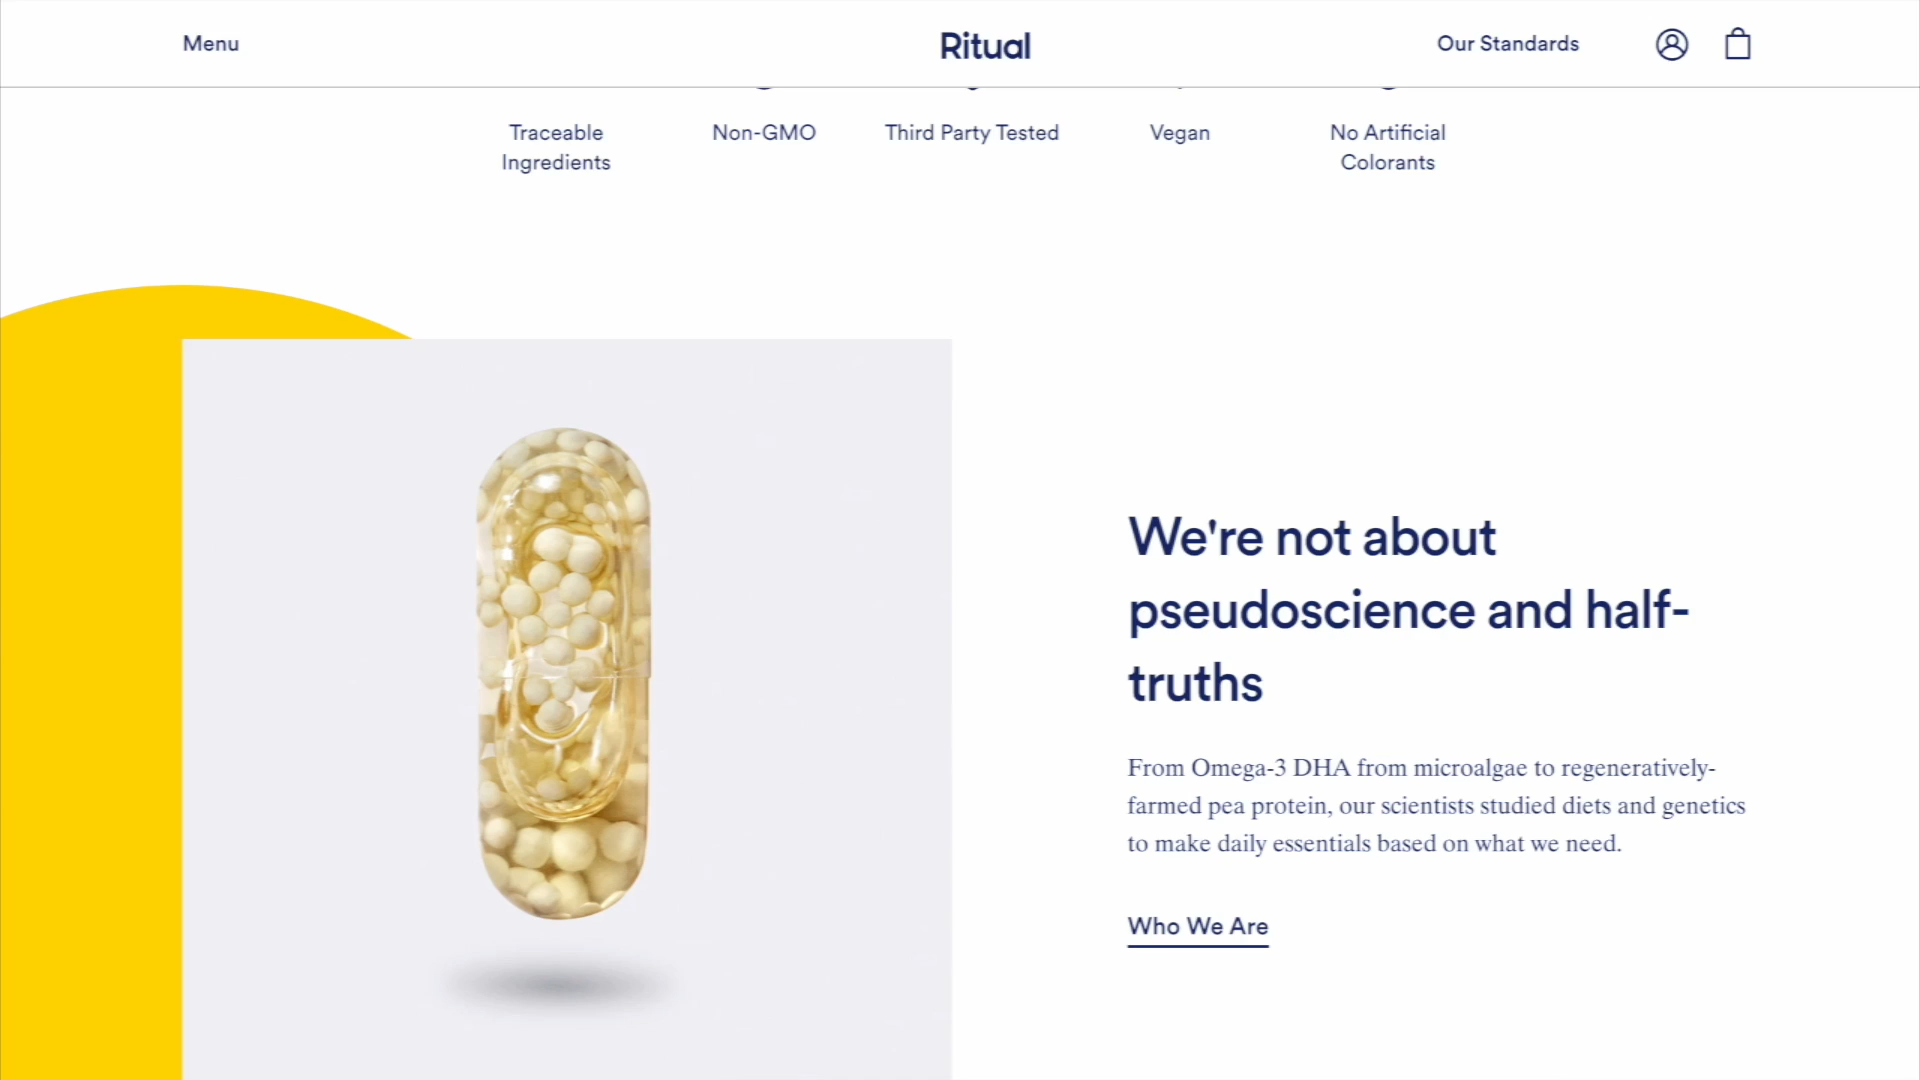 Menu
Ritual
Our Standards
Traceable
Ingredients
Non-GMO
Third Party Tested
Vegan
No Artificial
Colorants
We're not about
pseudoscience and half-
truths
From Omega-3 DHA from microalgae to regeneratively-
farmed pea protein, our scientists studied diets and genetics
to make daily essentials based on what we need.
Who We Are